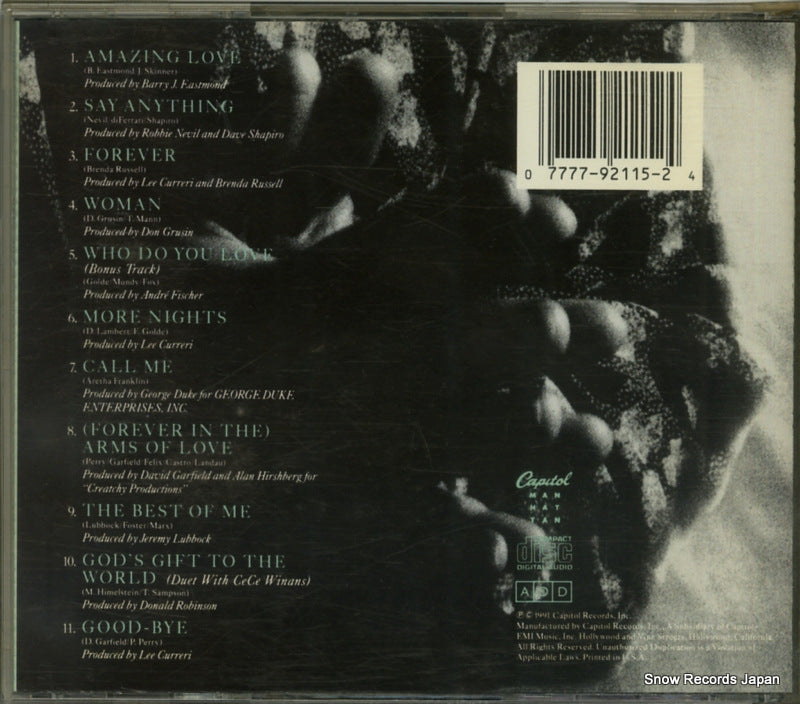 1. AMAZING LOVE
(B. Eastmond/J. Skinner)
Produced by Barry J. Eastmond
2. SAY ANYTHING
(Nevil/diFerrari/Shapiro)
Produced by Robbie Nevil and Dave Shapiro
3. FOREVER
(Brenda Russell)
Produced by Lee Curreri and Brenda Russell
4. WOMAN
(D. Grusin/T. Mann)
Produced by Don Grusin
5. WHO DO YOU LOVE
(Bonus Track)
(Golde/Mundy/Fox)
Produced by André Fischer
6. MORE NIGHTS
(D. Lambert/F. Golde)
Produced by Lee Curreri
7. CALL ME
(Aretha Franklin)
Produced by George Duke for GEORGE DUKE
ENTERPRISES, INC.
8. (FOREVER IN THE)
ARMS OF LOVE
(Perry/Garfield/Felix/Castro/Landau)
Produced by David Garfield and Alan Hirshberg for
"Creatchy Productions"
9. THE BEST OF ME
(Lubbock/Foster/Marx)
Produced by Jeremy Lubbock
10. GOD'S GIFT TO THE
WORLD (Duet With CeCe Winans)
(M. Himelstein/T. Sampson)
Produced by Donald Robinson
11. GOOD-BYE
(D. Garfield/P. Perry)
Produced by Lee Curreri
0 7777-92115-2 4
Capitol
MAN
HAT
TAN
COMPACT
disc
DIGITAL AUDIO
A D D
℗ © 1991 Capitol Records, Inc.
Manufactured by Capitol Records, Inc., A Subsidiary of Capitol-
EMI Music, Inc. Hollywood and Vine Streets, Hollywood, California.
All Rights Reserved. Unauthorized Duplication is a Violation of
Applicable Laws. Printed in U.S.A.
Snow Records Japan